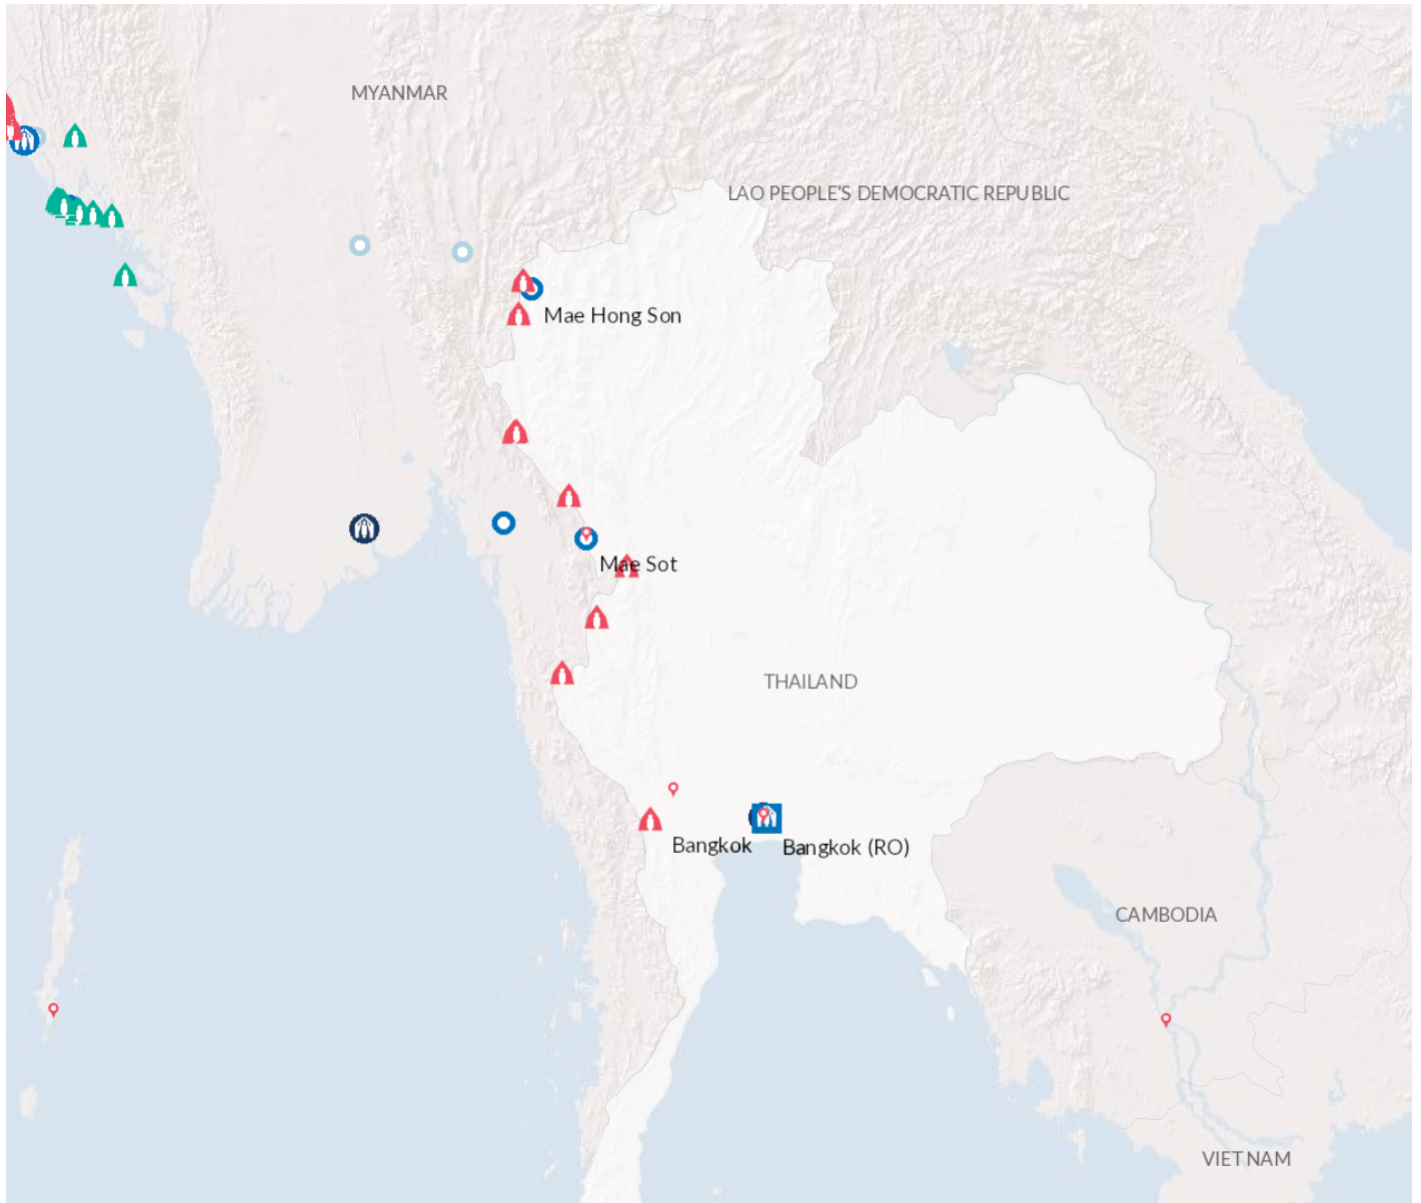 MYANMAR
LAO PEOPLE'S DEMOCRATIC REPUBLIC
Mae Hong Son
Mae Sot
THAILAND
Bangkok
Bangkok (RO)
CAMBODIA
VIET NAM